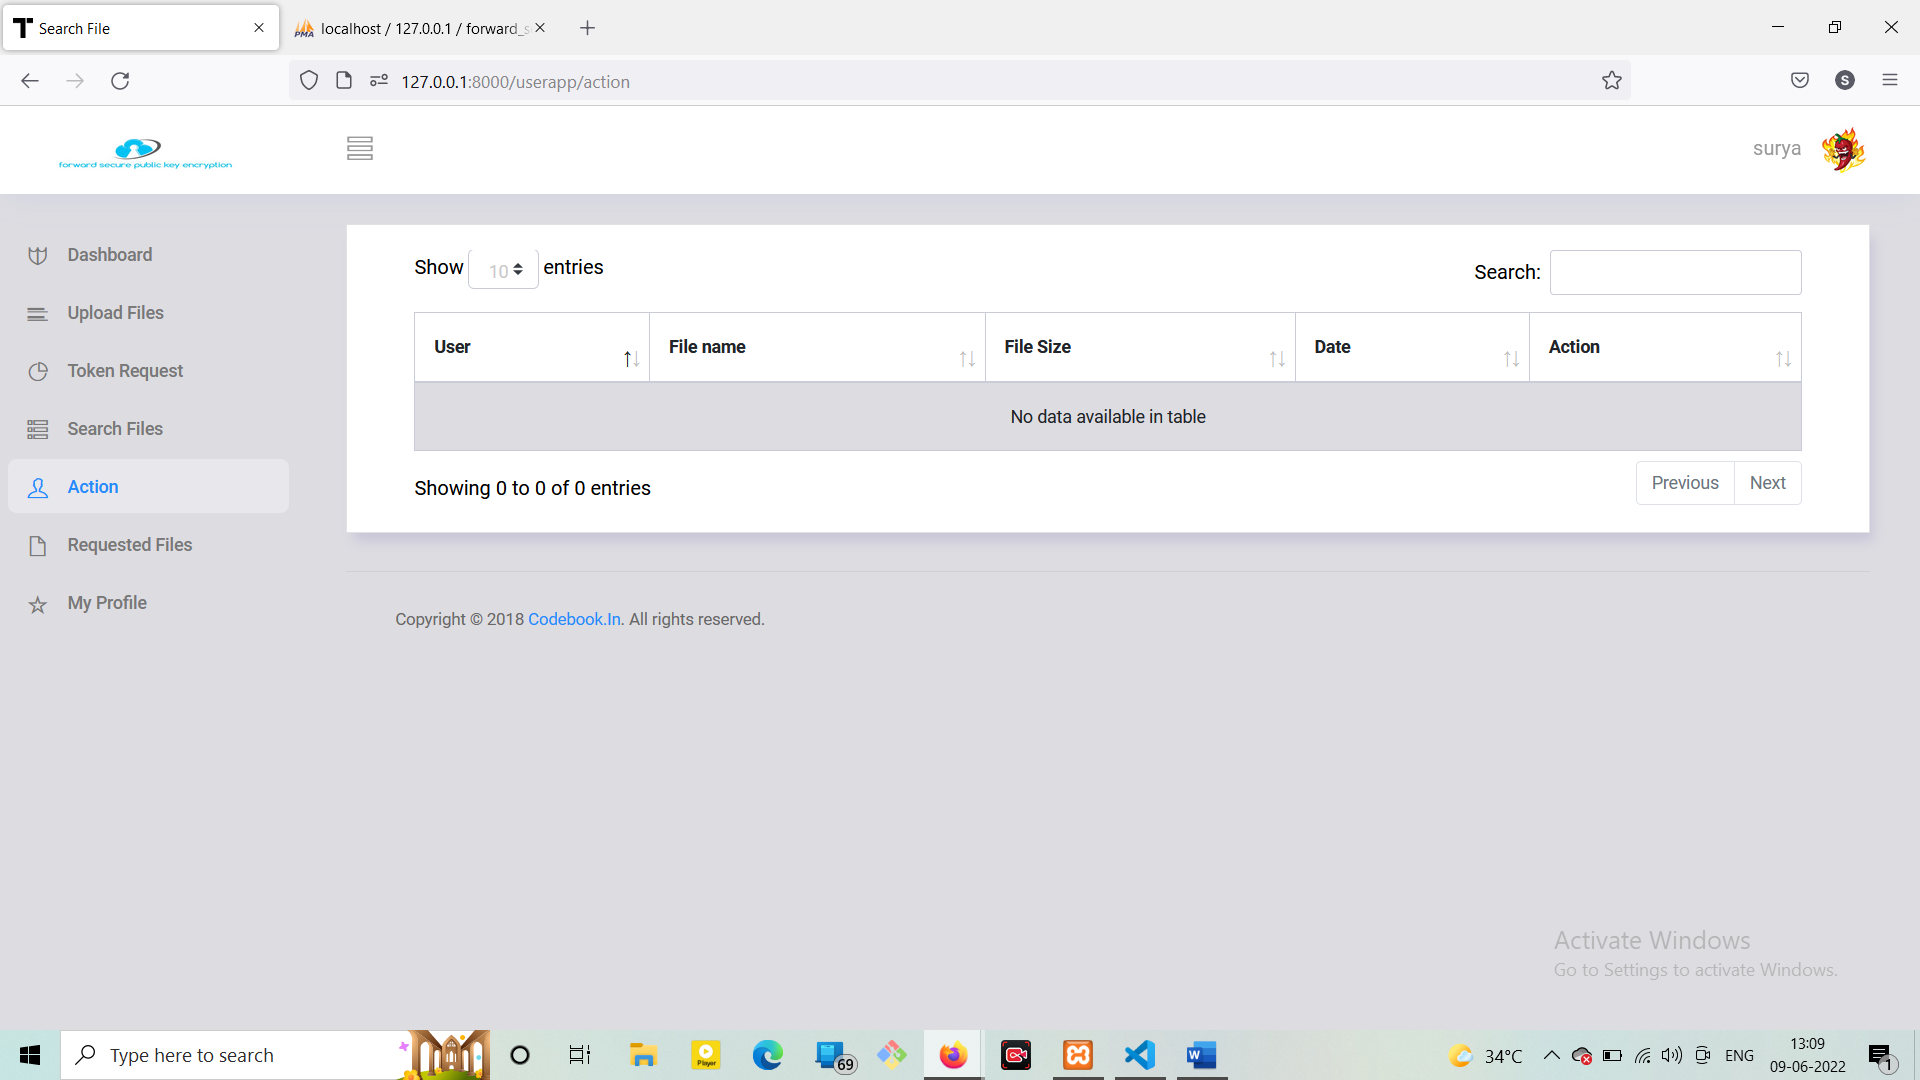 Search File
PMA localhost / 127.0.0.1 / forward_s
127.0.0.1:8000/userapp/action
S
forward secure public key encryption
surya
Dashboard
Upload Files
Token Request
Search Files
Action
Requested Files
My Profile
Show 10 entries
Search:
User File name File Size Date Action
No data available in table
Showing 0 to 0 of 0 entries
Previous Next
Copyright © 2018 Codebook.In. All rights reserved.
Activate Windows
Go to Settings to activate Windows.
Type here to search
Player
69
W
34°C
ENG
13:09
09-06-2022
1